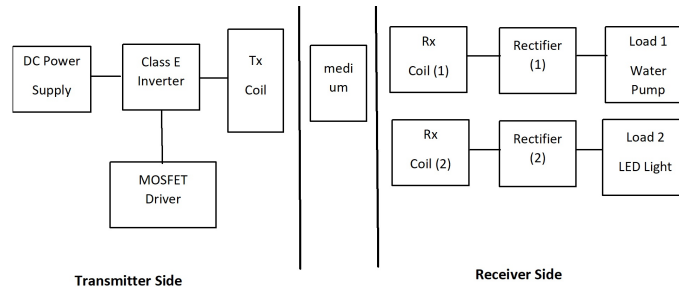 DC Power
Supply
Class E
Inverter
Tx
Coil
MOSFET
Driver
medi
um
Rx
Coil (1)
Rectifier
(1)
Load 1
Water
Pump
Rx
Coil (2)
Rectifier
(2)
Load 2
LED Light
Transmitter Side
Receiver Side